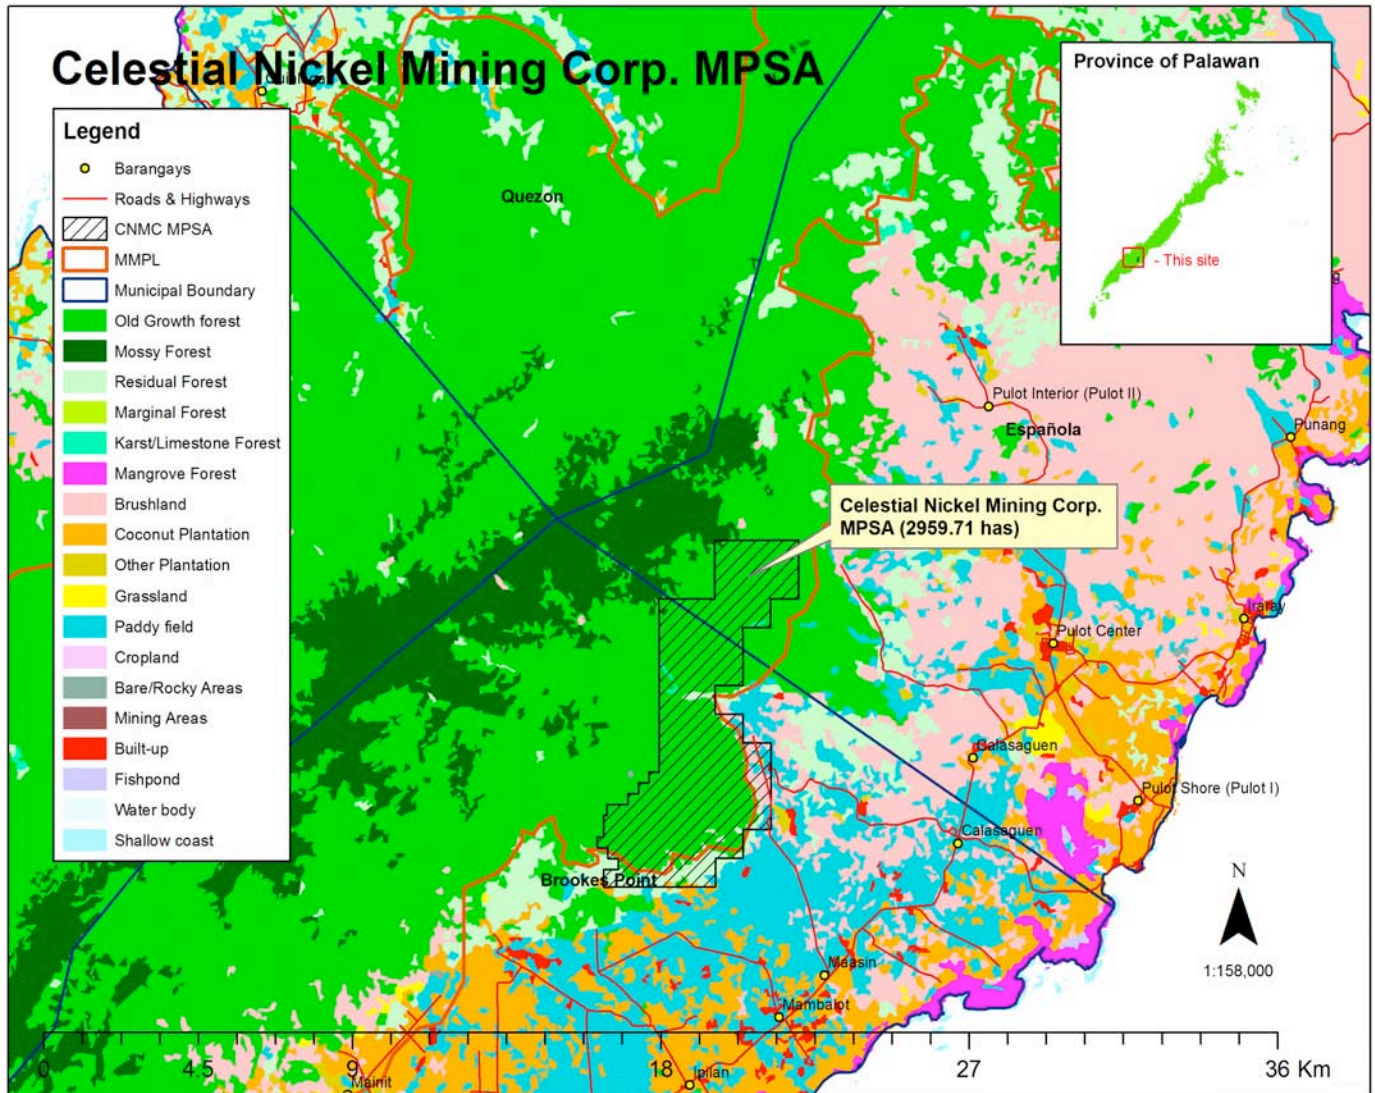 Celestial Nickel Mining Corp. MPSA
Province of Palawan
- This site
Legend
Barangays
Roads & Highways
CNMC MPSA
MMPL
Municipal Boundary
Old Growth forest
Mossy Forest
Residual Forest
Marginal Forest
Karst/Limestone Forest
Mangrove Forest
Brushland
Coconut Plantation
Other Plantation
Grassland
Paddy field
Cropland
Bare/Rocky Areas
Mining Areas
Built-up
Fishpond
Water body
Shallow coast
Quezon
Pulot Interior (Pulot II)
Española
Punang
Celestial Nickel Mining Corp.
MPSA (2959.71 has)
Iraray
Pulot Center
Calasaguen
Pulot Shore (Pulot I)
Calasaguen
Brookes Point
N
1:158,000
Maasin
Mambalot
0 4.5 9 18 27 36 Km
Mainit
Ipilan